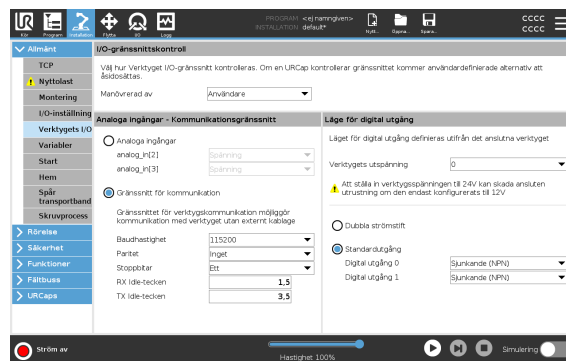 PROGRAM <ej namngiven>
INSTALLATION default*
CCCC
CCCC
Kör
Program
Installation
Flytta
I/O
Logg
Nytt...
Öppna...
Spara...
Allmänt
TCP
Nyttolast
Montering
I/O-inställning
Verktygets I/O
Variabler
Start
Hem
Spår
transportband
Skruvprocess
Rörelse
Säkerhet
Funktioner
Fältbuss
URCaps
I/O-gränssnittskontroll
Välj hur Verktyget I/O-gränssnitt kontrolleras. Om en URCap kontrollerar gränssnittet kommer användardefinierade alternativ att
åsidosättas.
Manövrerad av
Användare
Analoga ingångar - Kommunikationsgränssnitt
Analoga ingångar
analog_in[2]
Spänning
analog_in[3]
Spänning
Gränssnitt för kommunikation
Gränssnittet för verktygskommunikation möjliggör
kommunikation med verktyget utan externt kablage
Baudhastighet
115200
Paritet
Inget
Stoppbitar
Ett
RX Idle-tecken
1,5
TX Idle-tecken
3,5
Läge för digital utgång
Läget för digital utgång definieras utifrån det anslutna verktyget
Verktygets utspänning
0
Att ställa in verktygsspänningen till 24V kan skada ansluten
utrustning om den endast konfigurerats till 12V
Dubbla strömstift
Standardutgång
Digital utgång 0
Sjunkande (NPN)
Digital utgång 1
Sjunkande (NPN)
Ström av
Hastighet 100%
Simulering